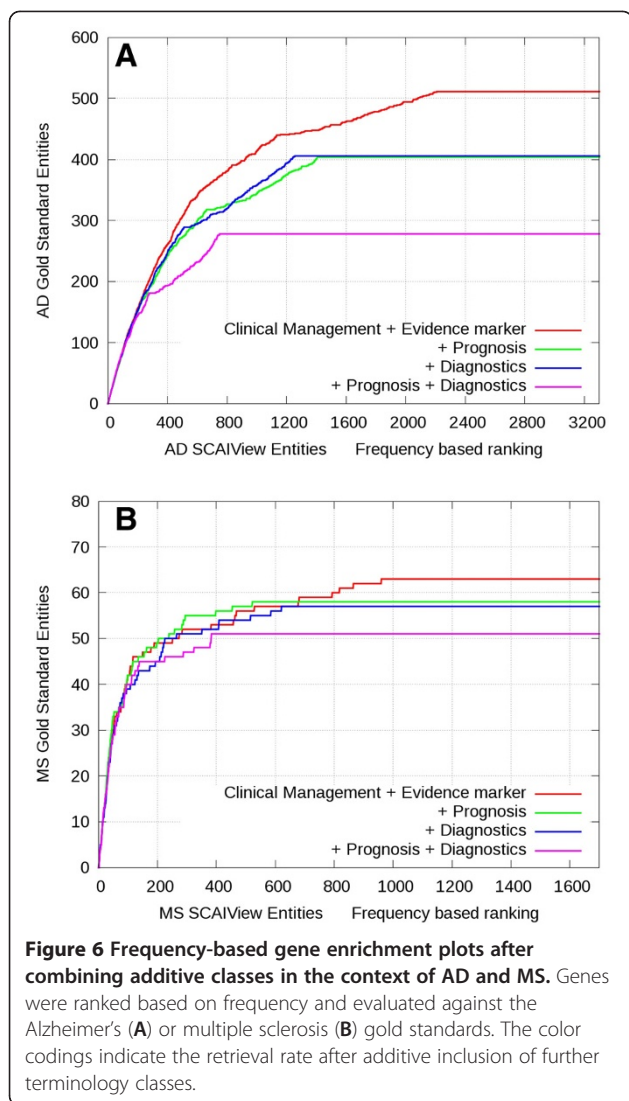 A
600
500
400
300
200
100
0
AD Gold Standard Entities
Clinical Management + Evidence marker
+ Prognosis
+ Diagnostics
+ Prognosis + Diagnostics
0 400 800 1200 1600 2000 2400 2800 3200
AD SCAIView Entities Frequency based ranking
B
80
70
60
50
40
30
20
10
0
MS Gold Standard Entities
Clinical Management + Evidence marker
+ Prognosis
+ Diagnostics
+ Prognosis + Diagnostics
0 200 400 600 800 1000 1200 1400 1600
MS SCAIView Entities Frequency based ranking
Figure 6 Frequency-based gene enrichment plots after
combining additive classes in the context of AD and MS. Genes
were ranked based on frequency and evaluated against the
Alzheimer's (A) or multiple sclerosis (B) gold standards. The color
codings indicate the retrieval rate after additive inclusion of further
terminology classes.